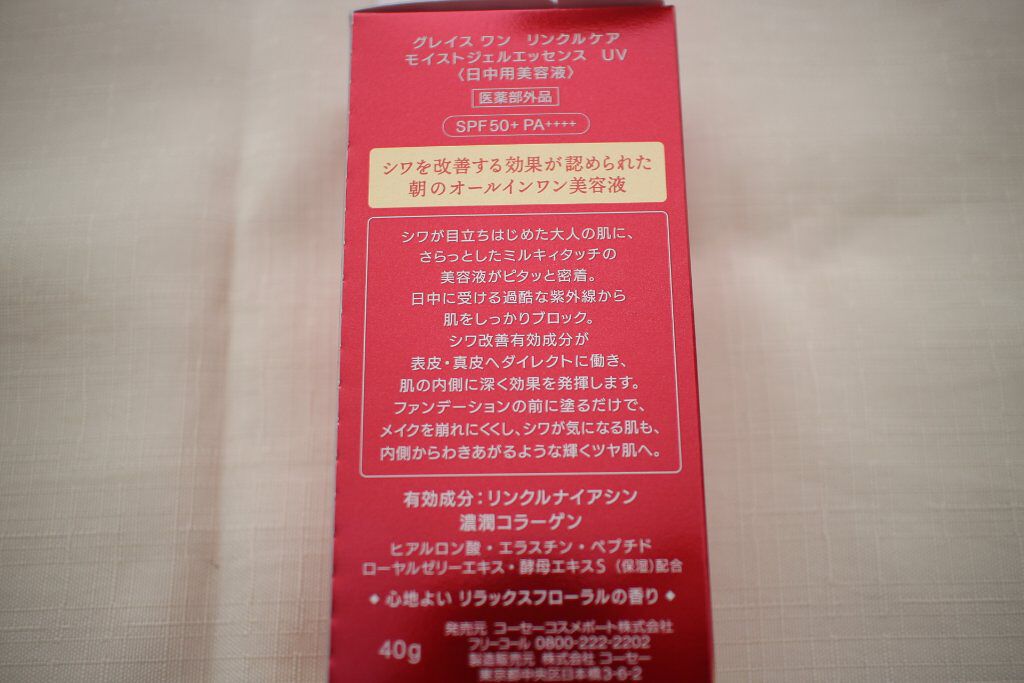 グレイス ワン リンクルケア
モイストジェルエッセンス UV
〈日中用美容液〉
医薬部外品
SPF50+ PA++++
シワを改善する効果が認められた
朝のオールインワン美容液
シワが目立ちはじめた大人の肌に、
さらっとしたミルキィタッチの
美容液がピタッと密着。
日中に受ける過酷な紫外線から
肌をしっかりブロック。
シワ改善有効成分が
表皮・真皮へダイレクトに働き、
肌の内側に深く効果を発揮します。
ファンデーションの前に塗るだけで、
メイクを崩れにくくし、シワが気になる肌も、
内側からわきあがるような輝くツヤ肌へ。
有効成分：リンクルナイアシン
濃潤コラーゲン
ヒアルロン酸・エラスチン・ペプチド
ローヤルゼリーエキス・酵母エキスS（保湿）配合
◆ 心地よい リラックスフローラルの香り ◆
発売元 コーセーコスメポート株式会社
フリーコール 0800-222-2202
40g
製造販売元 株式会社 コーセー
東京都中央区日本橋3-6-2